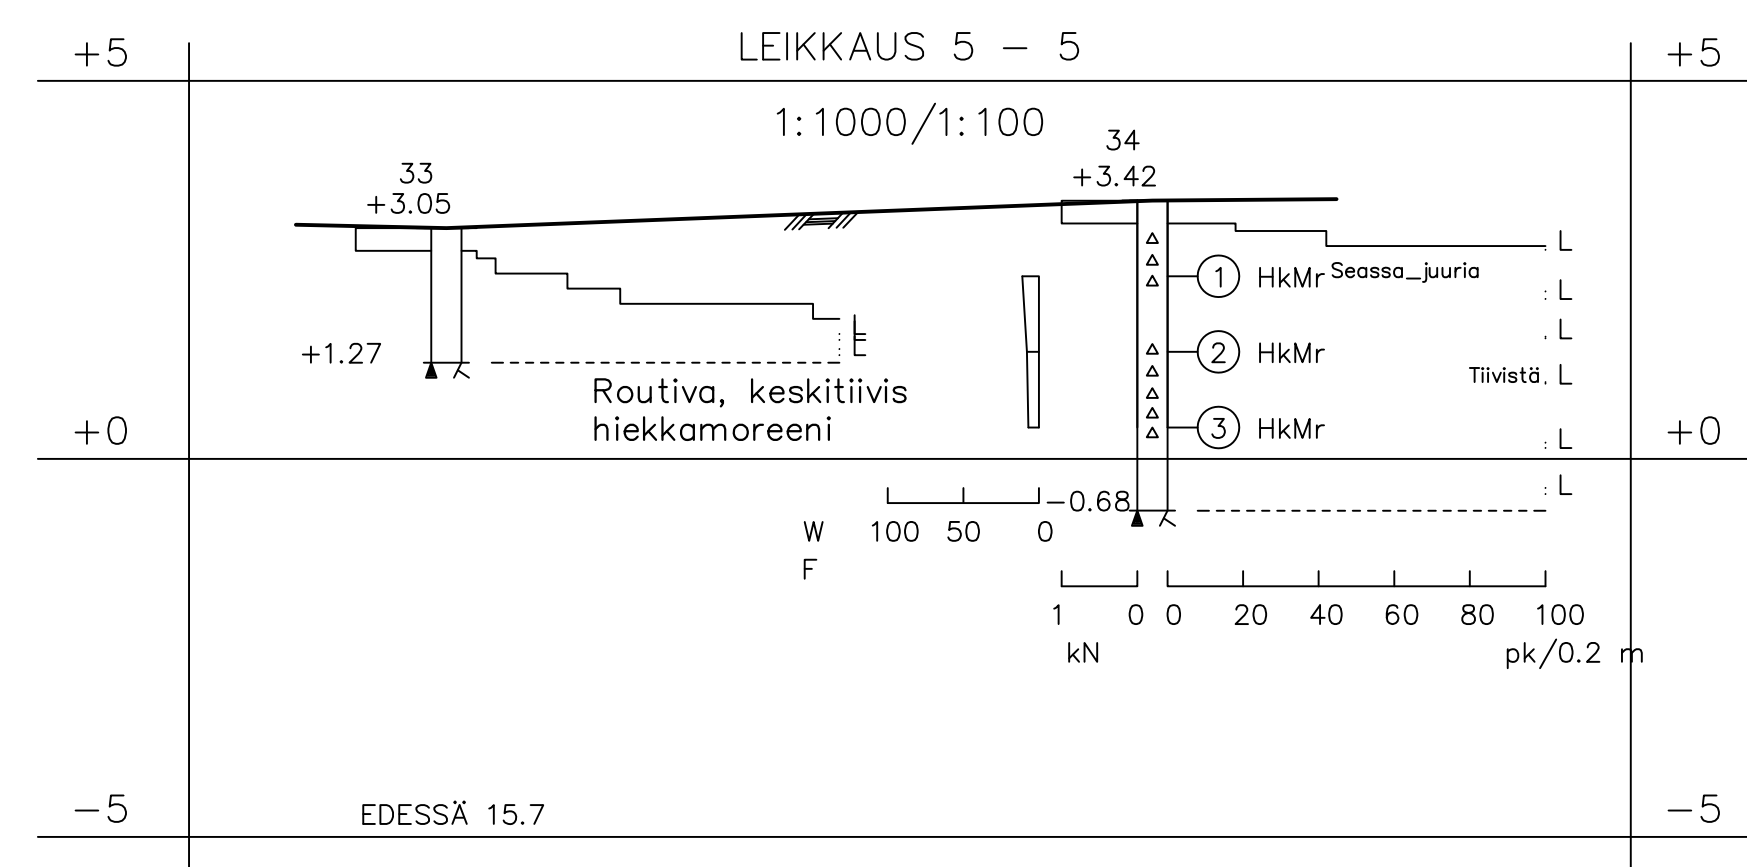 LEIKKAUS 5 - 5
+5
+5
1:1000/1:100
34
+3.42
33
+3.05
L
1 HkMr Seassa_juuria
L
L
L
L
+1.27
2 HkMr
Tiivistä
L
Routiva, keskitiivis
hiekkamoreeni
3 HkMr
+0
+0
L
L
-0.68
W 100 50 0
F
1 0 0 20 40 60 80 100
kN
pk/0.2 m
-5
-5
EDESSÄ 15.7